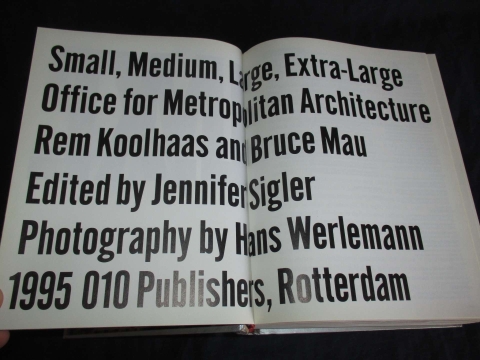 Small, Medium, Large, Extra-Large
Office for Metropolitan Architecture
Rem Koolhaas and Bruce Mau
Edited by Jennifer Sigler
Photography by Hans Werlemann
1995 010 Publishers, Rotterdam